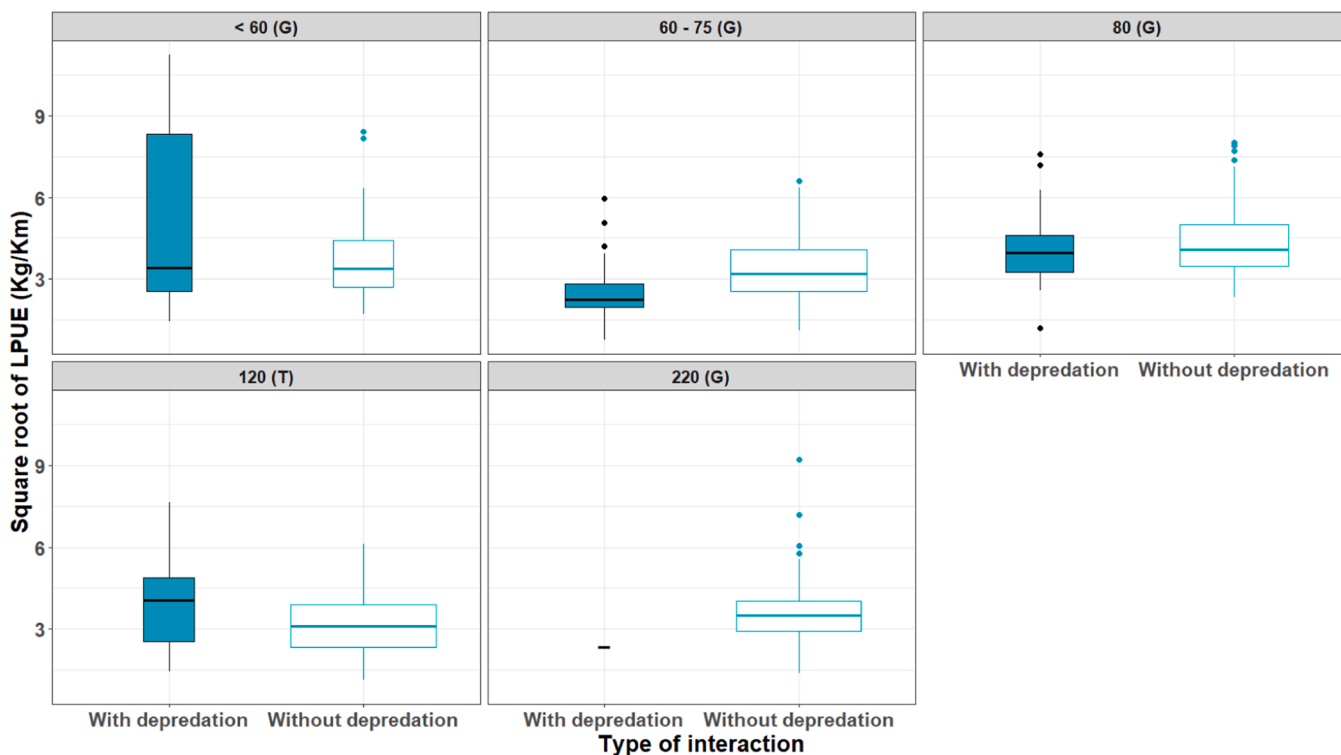 < 60 (G)
60 - 75 (G)
80 (G)
9
6
3
With depredation
Without depredation
120 (T)
220 (G)
9
6
3
With depredation
Without depredation
With depredation
Without depredation
Square root of LPUE (Kg/Km)
Type of interaction